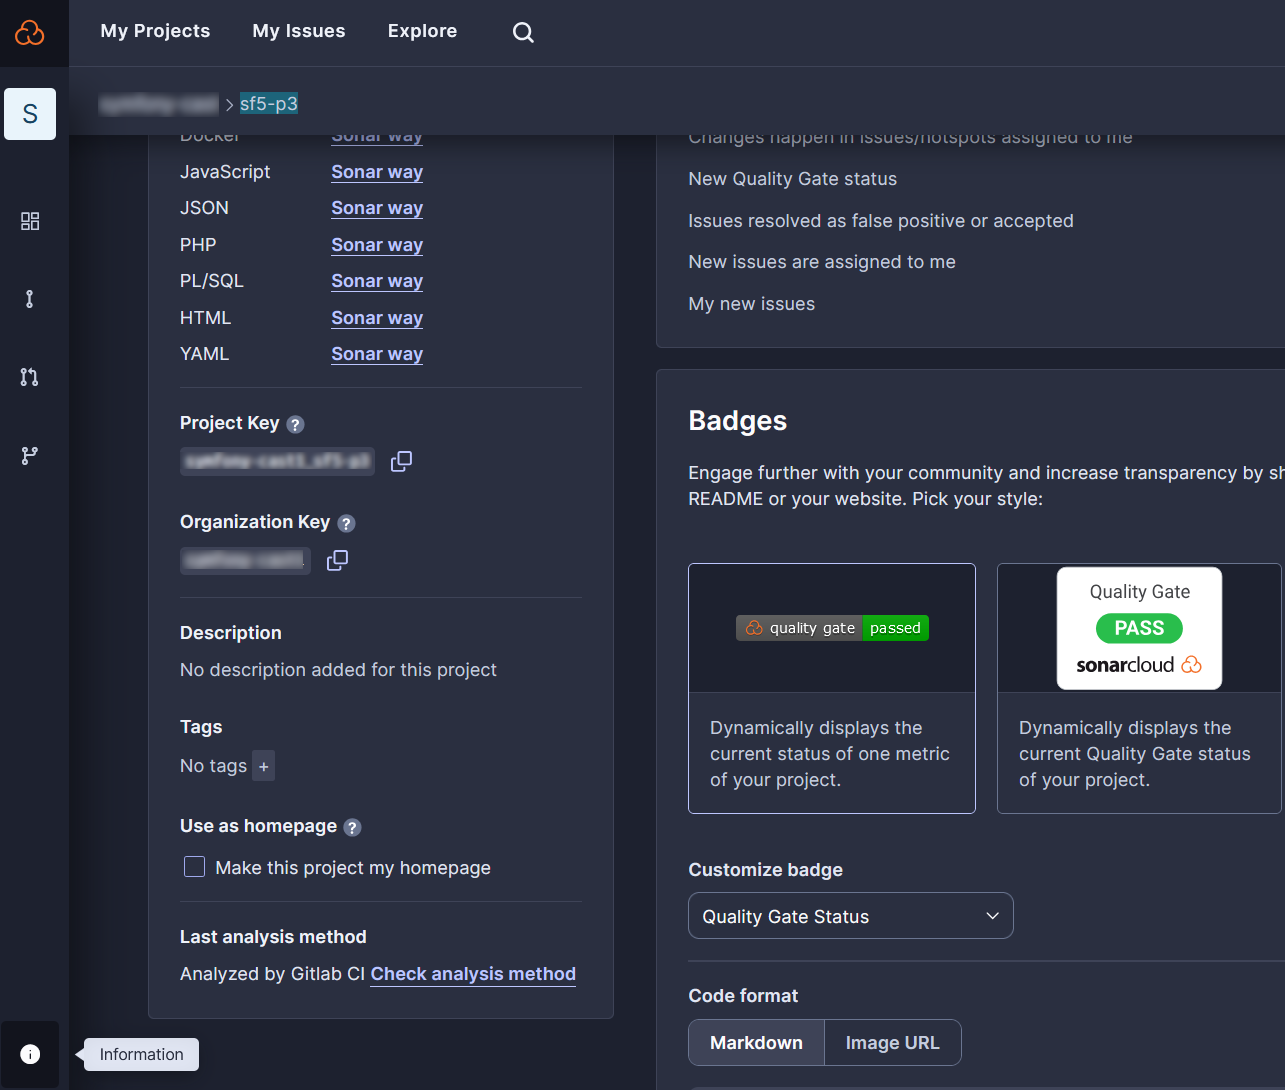 My Projects My Issues Explore
S
> sf5-p3
Docker Sonar way
JavaScript Sonar way
JSON Sonar way
PHP Sonar way
PL/SQL Sonar way
HTML Sonar way
YAML Sonar way
Project Key ?
Organization Key ?
Description
No description added for this project
Tags
No tags +
Use as homepage ?
Make this project my homepage
Last analysis method
Analyzed by Gitlab CI Check analysis method
Information
Changes happen in issues/hotspots assigned to me
New Quality Gate status
Issues resolved as false positive or accepted
New issues are assigned to me
My new issues
Badges
Engage further with your community and increase transparency by sh
README or your website. Pick your style:
quality gate passed
Dynamically displays the
current status of one metric
of your project.
Quality Gate
PASS
sonarcloud
Dynamically displays the
current Quality Gate status
of your project.
Customize badge
Quality Gate Status
Code format
Markdown Image URL